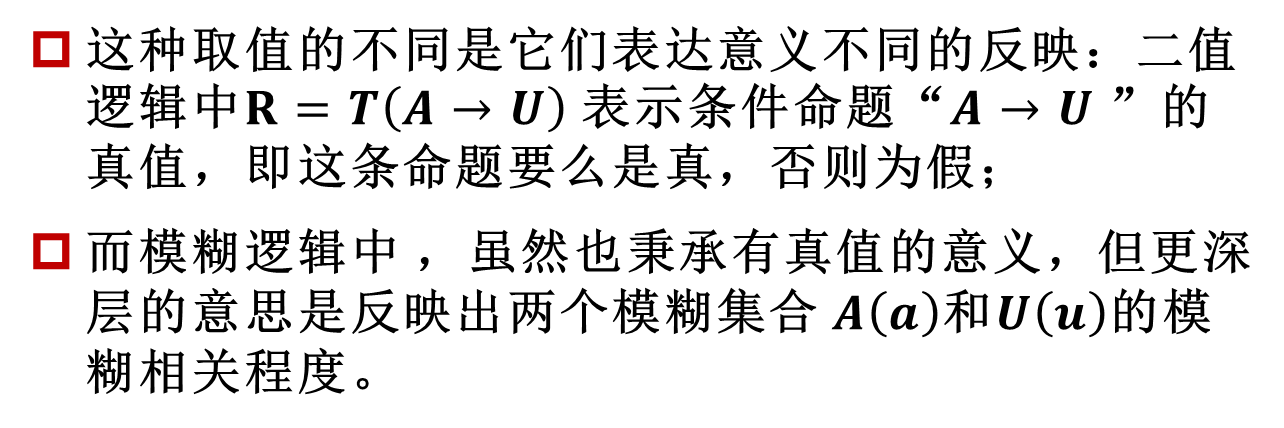 这种取值的不同是它们表达意义不同的反映：二值
逻辑中R = T(A → U) 表示条件命题“A → U ”的
真值，即这条命题要么是真，否则为假；
而模糊逻辑中 ，虽然也秉承有真值的意义，但更深
层的意思是反映出两个模糊集合 A(a)和U(u)的模
糊相关程度。